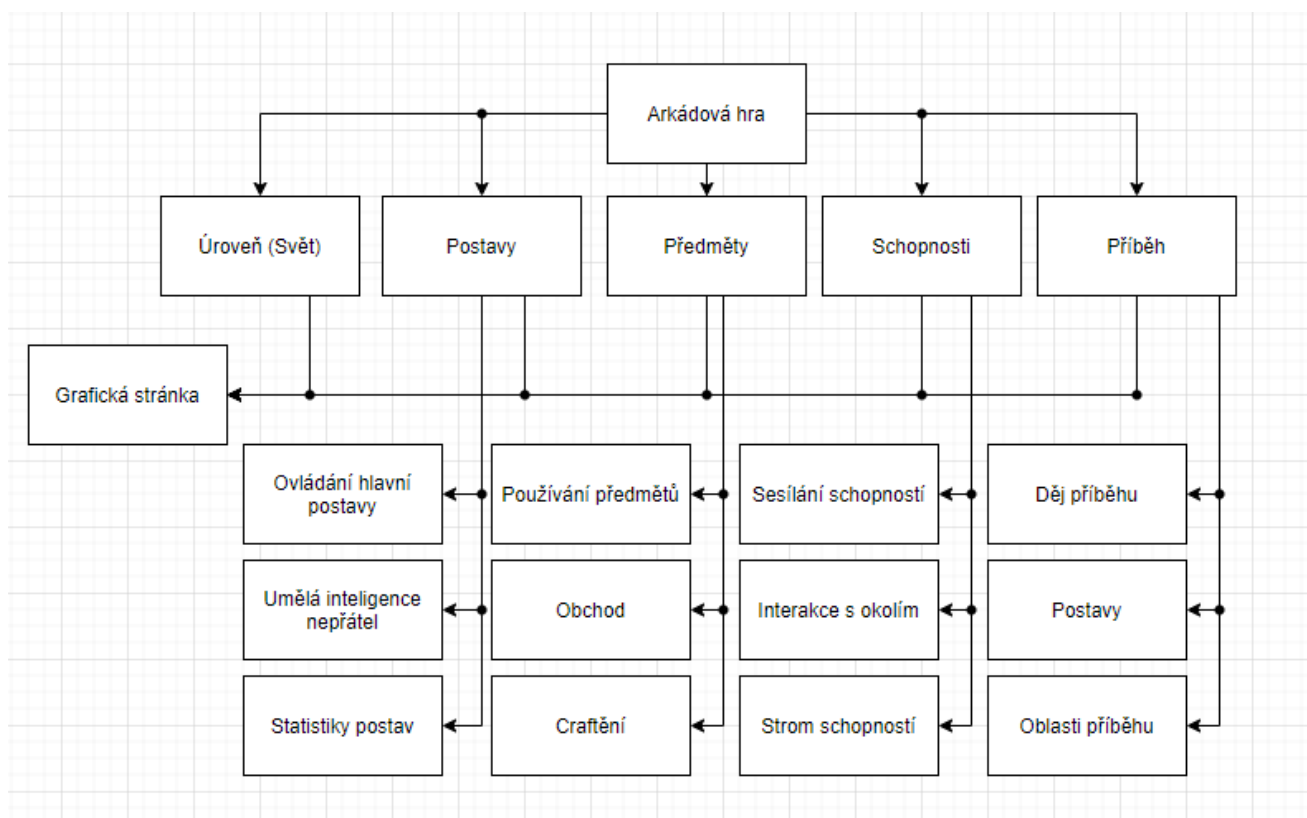 Arkádová hra
Úroveň (Svět)
Postavy
Předměty
Schopnosti
Příběh
Grafická stránka
Ovládání hlavní
postavy
Používání předmětů
Sesílání schopností
Děj příběhu
Umělá inteligence
nepřátel
Obchod
Interakce s okolím
Postavy
Statistiky postav
Craftění
Strom schopností
Oblasti příběhu